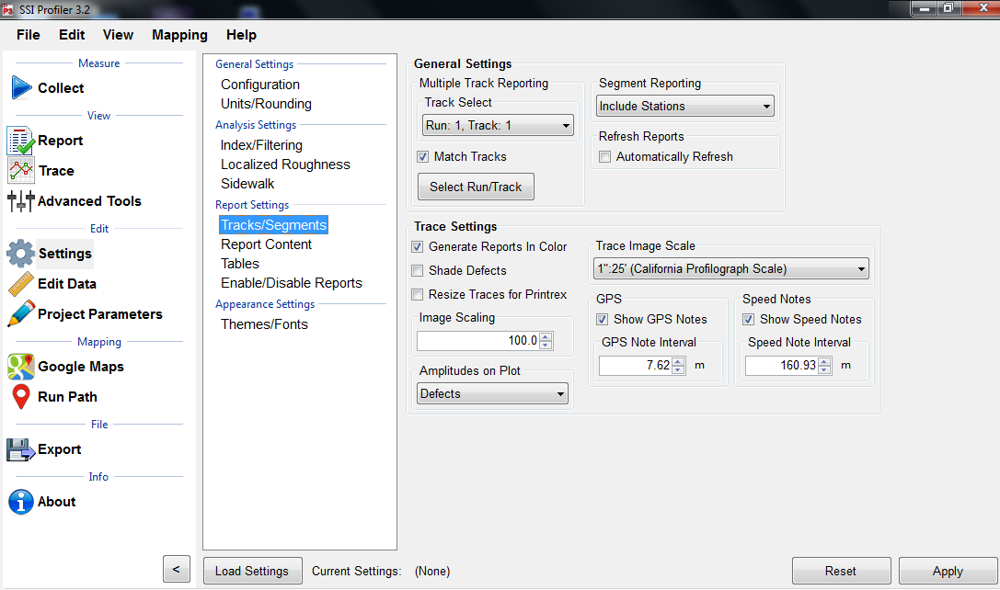 P3 SSI Profiler 3.2
File Edit View Mapping Help
Measure
Collect
View
Report
Trace
Advanced Tools
Edit
Settings
Edit Data
Project Parameters
Mapping
Google Maps
Run Path
File
Export
Info
About
<
General Settings
Configuration
Units/Rounding
Analysis Settings
Index/Filtering
Localized Roughness
Sidewalk
Report Settings
Tracks/Segments
Report Content
Tables
Enable/Disable Reports
Appearance Settings
Themes/Fonts
General Settings
Multiple Track Reporting
Track Select
Run: 1, Track: 1
Match Tracks
Select Run/Track
Segment Reporting
Include Stations
Refresh Reports
Automatically Refresh
Trace Settings
Generate Reports In Color
Shade Defects
Resize Traces for Printrex
Image Scaling
100.0
Amplitudes on Plot
Defects
Trace Image Scale
1":25' (California Profilograph Scale)
GPS
Show GPS Notes
GPS Note Interval
7.62 m
Speed Notes
Show Speed Notes
Speed Note Interval
160.93 m
Load Settings Current Settings: (None) Reset Apply